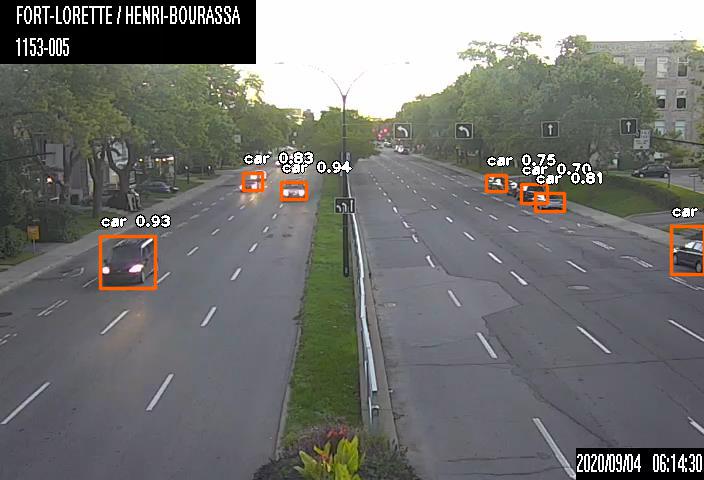 FORT-LORETTE / HENRI-BOURASSA
1153-005
car 0.83
car 0.94
car 0.75
car 0.70
car 0.81
car 0.93
car
2020/09/04 06:14:30